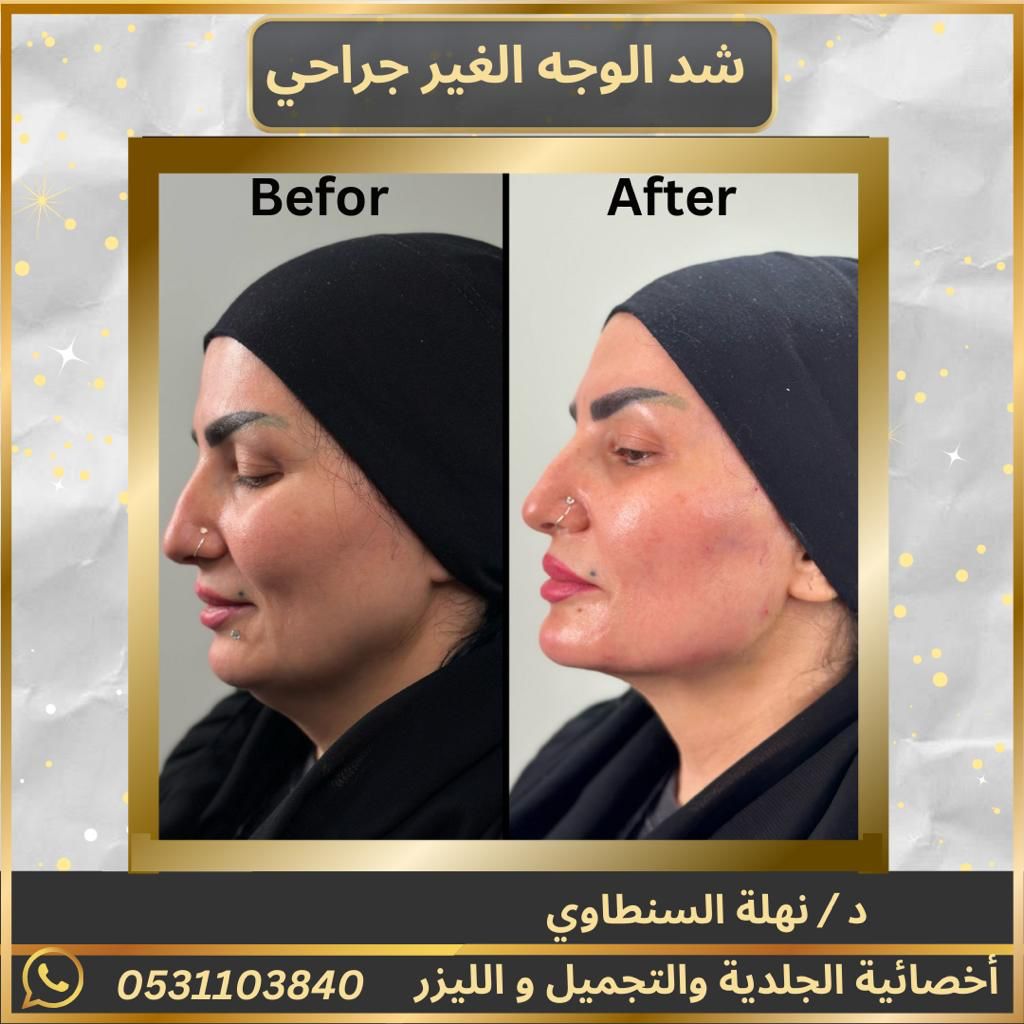 شد الوجه الغير جراحي
Befor
After
د / نهلة السنطاوي
أخصائية الجلدية والتجميل و الليزر
0531103840